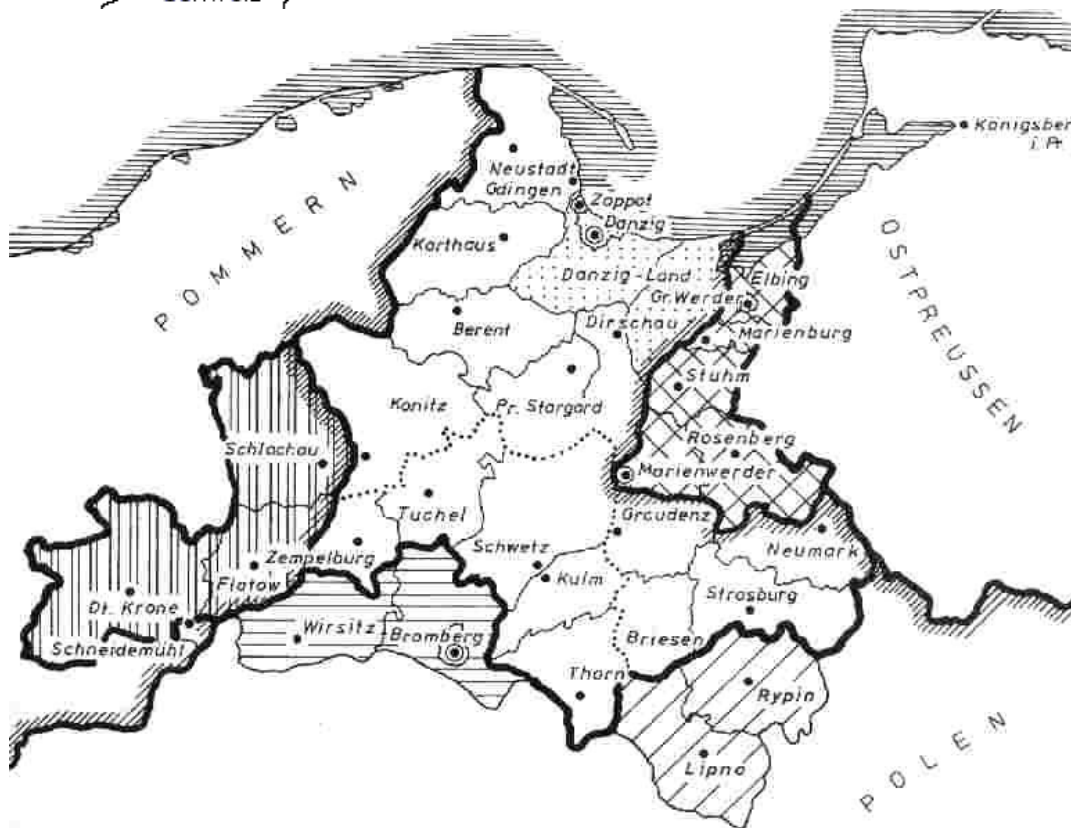 POMMERN
Neustadt
Gdingen
Zoppot
Danzig
Königsber
i. Pr.
OSTPREUSSEN
Karthaus
Danzig-Land
Elbing
Gr. Werder
Berent
Dirschau
Marienburg
Stuhm
Konitz
Pr. Stargard
Schlochau
Rosenberg
Marienwerder
Tuchel
Graudenz
Zempelburg
Schwetz
Neumark
Flatow
Kulm
Dt. Krone
Strasburg
Schneidemühl
Wirsitz
Bromberg
Briesen
Thorn
Rypin
Lipno
POLEN